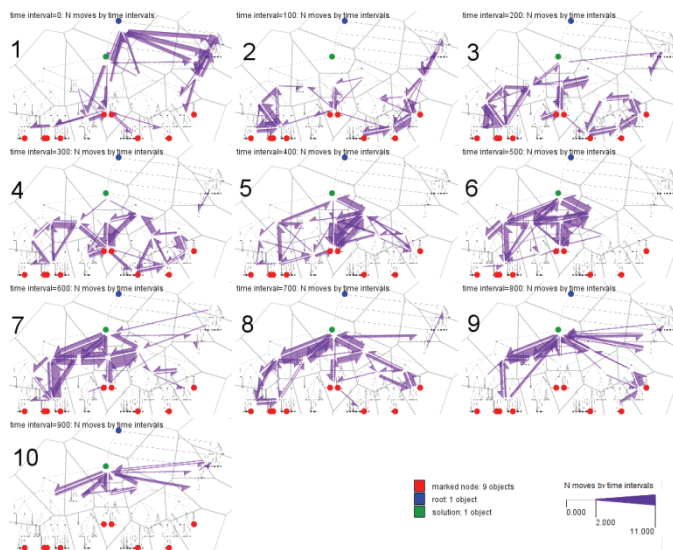 time interval=0: N moves by time intervals
1
time interval=100: N moves by time intervals
2
time interval=200: N moves by time intervals
3
time interval=300: N moves by time intervals
4
time interval=400: N moves by time intervals
5
time interval=500: N moves by time intervals
6
time interval=600: N moves by time intervals
7
time interval=700: N moves by time intervals
8
time interval=800: N moves by time intervals
9
time interval=900: N moves by time intervals
10
marked node: 9 objects
root: 1 object
solution: 1 object
N moves by time intervals
0.000
2.000
11.000